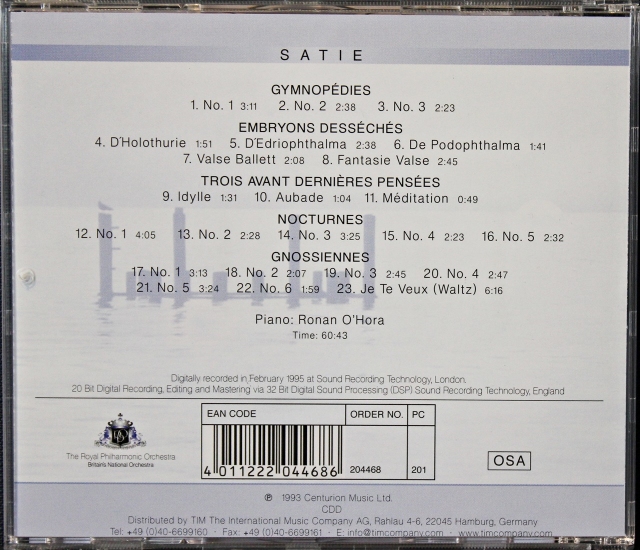 SATIE
GYMNOPÉDIES
1. No. 1 3:11 2. No. 2 2:38 3. No. 3 2:23
EMBRYONS DESSÉCHÉS
4. D'Holothurie 1:51 5. D'Edriophthalma 2:38 6. De Podophthalma 1:41
7. Valse Ballett 2:08 8. Fantasie Valse 2:45
TROIS AVANT DERNIÈRES PENSÉES
9. Idylle 1:31 10. Aubade 1:04 11. Méditation 0:49
NOCTURNES
12. No. 1 4:05 13. No. 2 2:28 14. No. 3 3:25 15. No. 4 2:23 16. No. 5 2:32
GNOSSIENNES
17. No. 1 3:13 18. No. 2 2:07 19. No. 3 2:45 20. No. 4 2:47
21. No. 5 3:24 22. No. 6 1:59 23. Je Te Veux (Waltz) 6:16
Piano: Ronan O'Hora
Time: 60:43
Digitally recorded in February 1995 at Sound Recording Technology, London.
20 Bit Digital Recording, Editing and Mastering via 32 Bit Digital Sound Processing (DSP) Sound Recording Technology, England
The Royal Philharmonic Orchestra
Britain's National Orchestra
EAN CODE ORDER NO. PC
4 011222 044686 204468 201
OSA
℗ 1993 Centurion Music Ltd.
CDD
Distributed by TIM The International Music Company AG, Rahlau 4-6, 22045 Hamburg, Germany
Tel: +49 (0)40-6699160 · Fax: +49 (0)40-6699161 · E: info@timcompany.com · www.timcompany.com